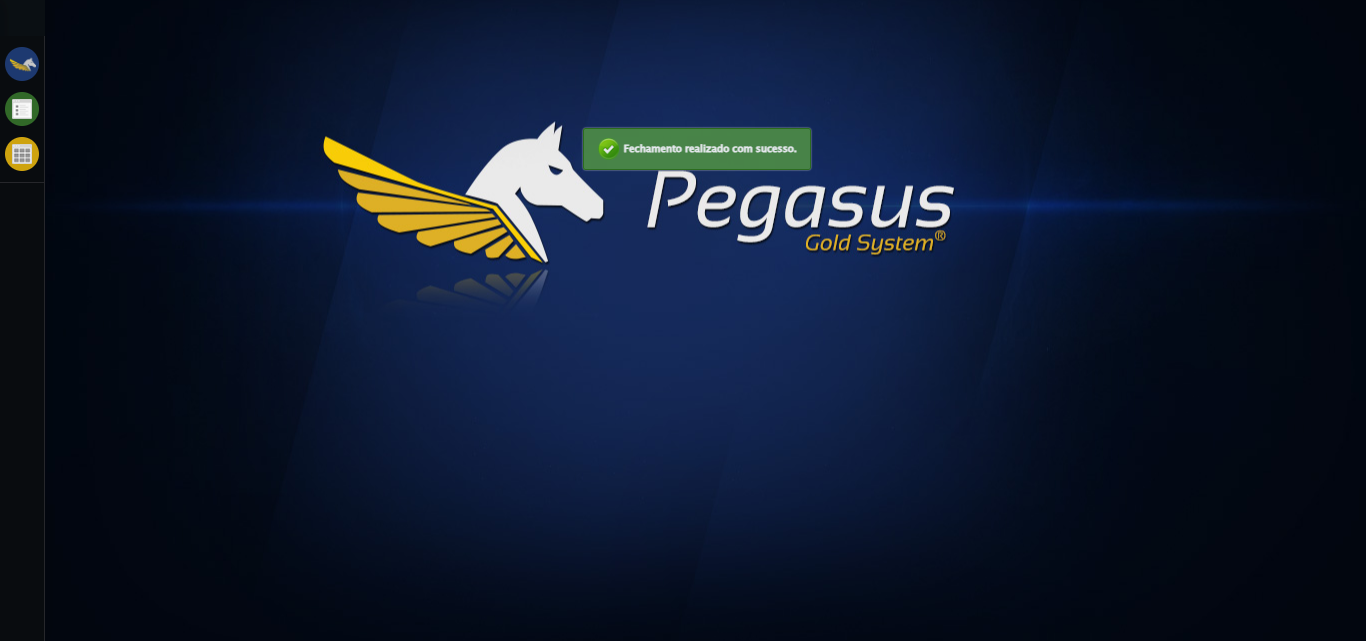 Fechamento realizado com sucesso.
Pegasus
Gold System®